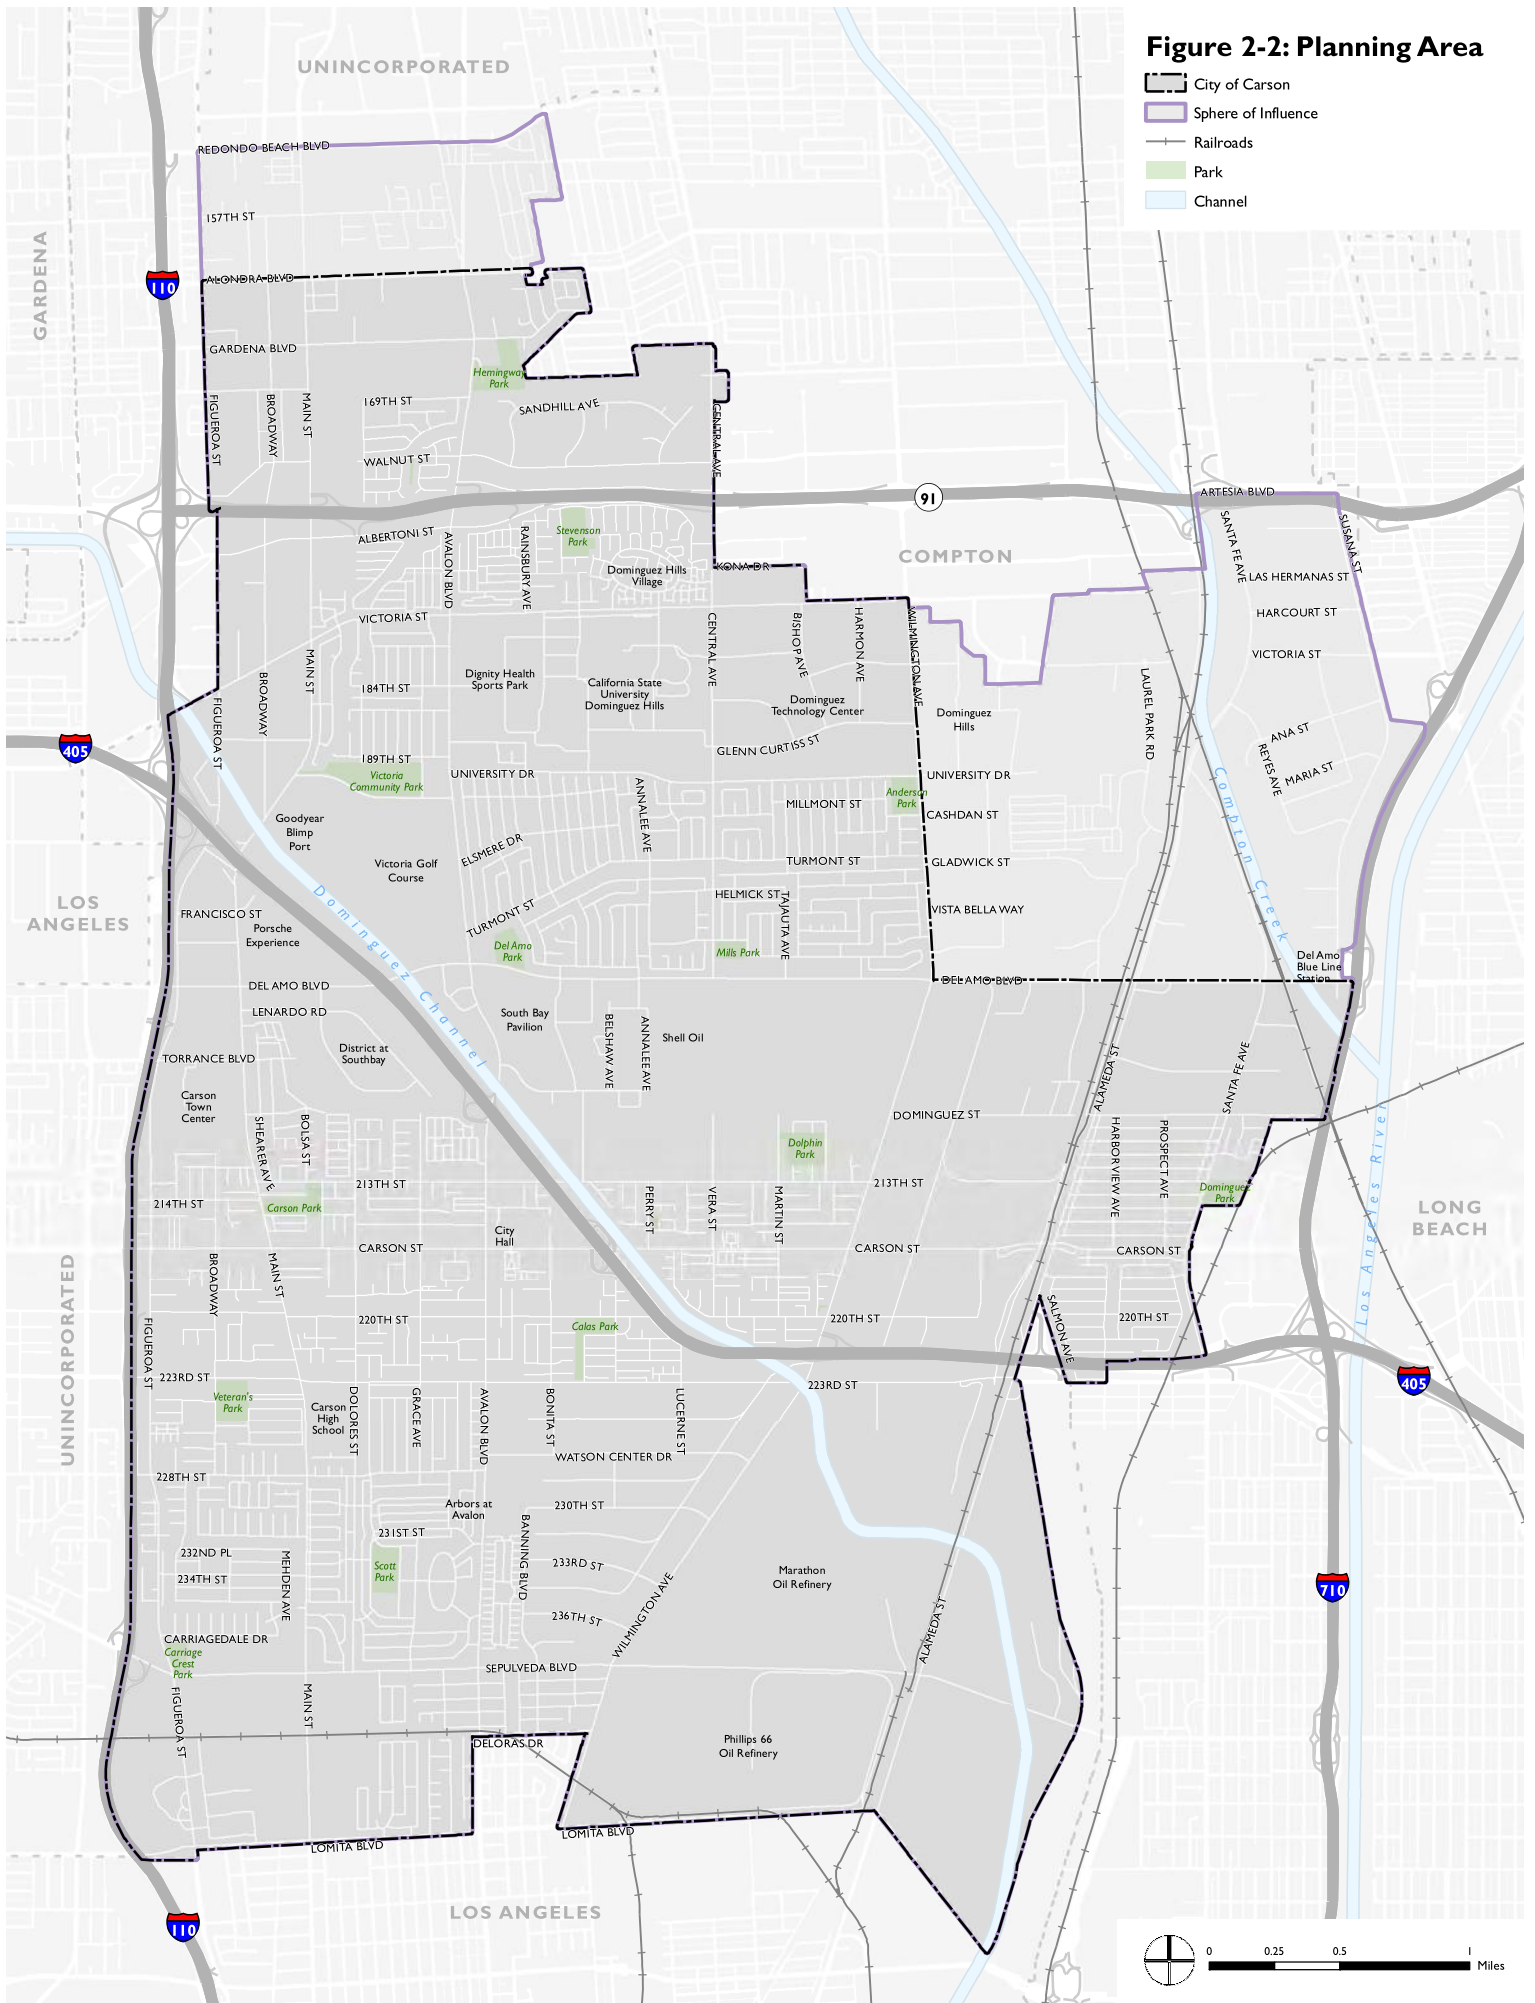 Figure 2-2: Planning Area
City of Carson
Sphere of Influence
Railroads
Park
Channel
UNINCORPORATED
REDONDO BEACH BLVD
157TH ST
GARDENA
110
ALONDRA BLVD
GARDENA BLVD
Hemingway
Park
169TH ST
SANDHILL AVE
FIGUEROA ST
BROADWAY
MAIN ST
CENTRAL AVE
WALNUT ST
91
ARTESIA BLVD
SANTA FE AVE
SUSANA ST
ALBERTONI ST
AVALON BLVD
RAINSBURY AVE
Stevenson
Park
COMPTON
Dominguez Hills
Village
KONA DR
LAS HERMANAS ST
VICTORIA ST
CENTRAL AVE
BISHOP AVE
HARMON AVE
WILMINGTON AVE
HARCOURT ST
VICTORIA ST
MAIN ST
BROADWAY
FIGUEROA ST
184TH ST
Dignity Health
Sports Park
California State
University
Dominguez Hills
Dominguez
Technology Center
Dominguez
Hills
LAUREL PARK RD
GLENN CURTISS ST
ANA ST
REYES AVE
MARIA ST
405
189TH ST
Victoria
Community Park
UNIVERSITY DR
ANNALEE AVE
UNIVERSITY DR
Anderson
Park
MILLMONT ST
CASHDAN ST
Compton Creek
Goodyear
Blimp
Port
ELSMERE DR
Victoria Golf
Course
TURMONT ST
GLADWICK ST
HELMICK ST
TAJAUTA AVE
LOS
ANGELES
Dominguez Channel
FRANCISCO ST
Porsche
Experience
TURMONT ST
VISTA BELLA WAY
Del Amo
Park
Mills Park
Del Amo
Blue Line
Station
DEL AMO BLVD
DEL AMO BLVD
LENARDO RD
South Bay
Pavilion
BELSHAW AVE
ANNALEE AVE
Shell Oil
District at
Southbay
TORRANCE BLVD
ALAMEDA ST
SANTA FE AVE
Carson
Town
Center
SHEARER AVE
BOLSA ST
DOMINGUEZ ST
HARBOR VIEW AVE
PROSPECT AVE
Los Angeles River
Dolphin
Park
213TH ST
213TH ST
Dominguez
Park
214TH ST
Carson Park
PERRY ST
VERA ST
MARTIN ST
LONG
BEACH
City
Hall
CARSON ST
CARSON ST
CARSON ST
BROADWAY
MAIN ST
UNINCORPORATED
FIGUEROA ST
220TH ST
Calas Park
220TH ST
SALMON AVE
220TH ST
223RD ST
223RD ST
405
Veteran's
Park
Carson
High
School
DOLORES ST
GRACE AVE
AVALON BLVD
BONITA ST
LUCERNE ST
WATSON CENTER DR
228TH ST
Arbors at
Avalon
230TH ST
231ST ST
BANNING BLVD
232ND PL
MEHDEN AVE
Scott
Park
233RD ST
Marathon
Oil Refinery
710
234TH ST
236TH ST
WILMINGTON AVE
ALAMEDA ST
CARRIAGEDALE DR
Carriage
Crest
Park
SEPULVEDA BLVD
FIGUEROA ST
MAIN ST
DELORAS DR
Phillips 66
Oil Refinery
LOMITA BLVD
LOMITA BLVD
LOS ANGELES
110
0 0.25 0.5 1
Miles